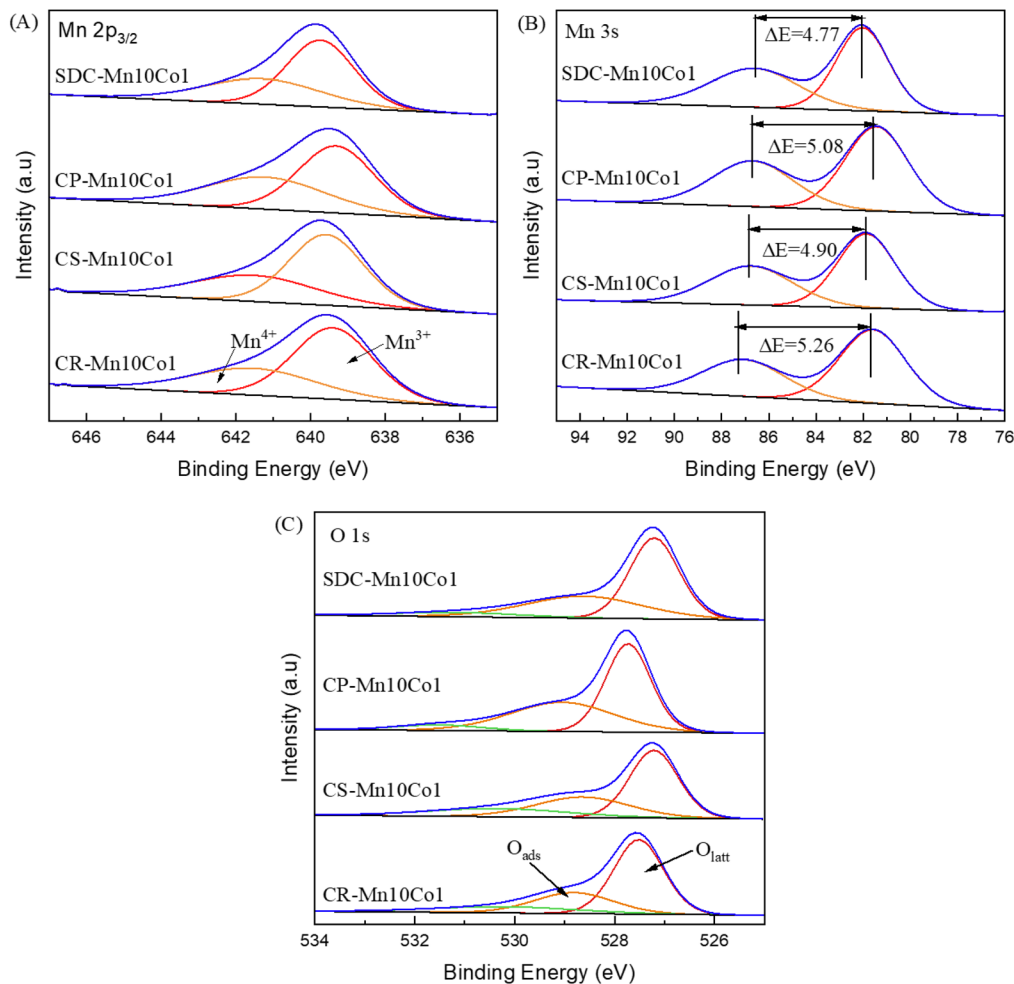 (A)
Mn 2p3/2
SDC-Mn10Co1
CP-Mn10Co1
CS-Mn10Co1
CR-Mn10Co1
Mn4+
Mn3+
Intensity (a.u)
646 644 642 640 638 636
Binding Energy (eV)
(B)
Mn 3s
SDC-Mn10Co1
ΔE=4.77
CP-Mn10Co1
ΔE=5.08
CS-Mn10Co1
ΔE=4.90
CR-Mn10Co1
ΔE=5.26
Intensity (a.u)
94 92 90 88 86 84 82 80 78 76
Binding Energy (eV)
(C)
O 1s
SDC-Mn10Co1
CP-Mn10Co1
CS-Mn10Co1
CR-Mn10Co1
Oads
Olatt
Intensity (a.u)
534 532 530 528 526
Binding Energy (eV)